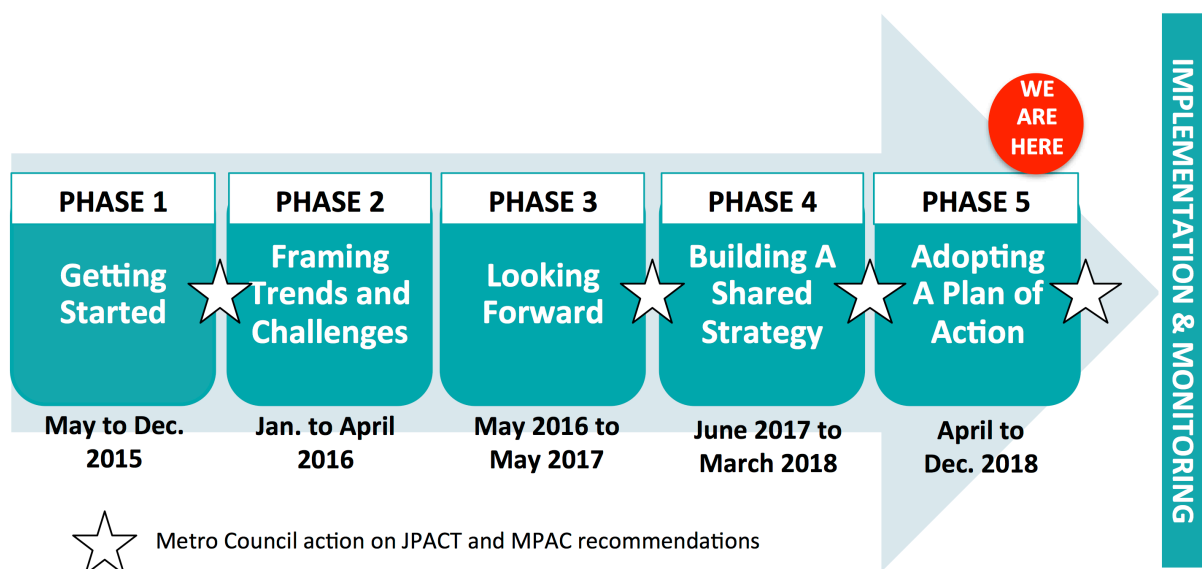 WE
ARE
HERE
PHASE 1
PHASE 2
PHASE 3
PHASE 4
PHASE 5
Getting
Started
Framing
Trends and
Challenges
Looking
Forward
Building A
Shared
Strategy
Adopting
A Plan of
Action
May to Dec.
2015
Jan. to April
2016
May 2016 to
May 2017
June 2017 to
March 2018
April to
Dec. 2018
IMPLEMENTATION & MONITORING
Metro Council action on JPACT and MPAC recommendations